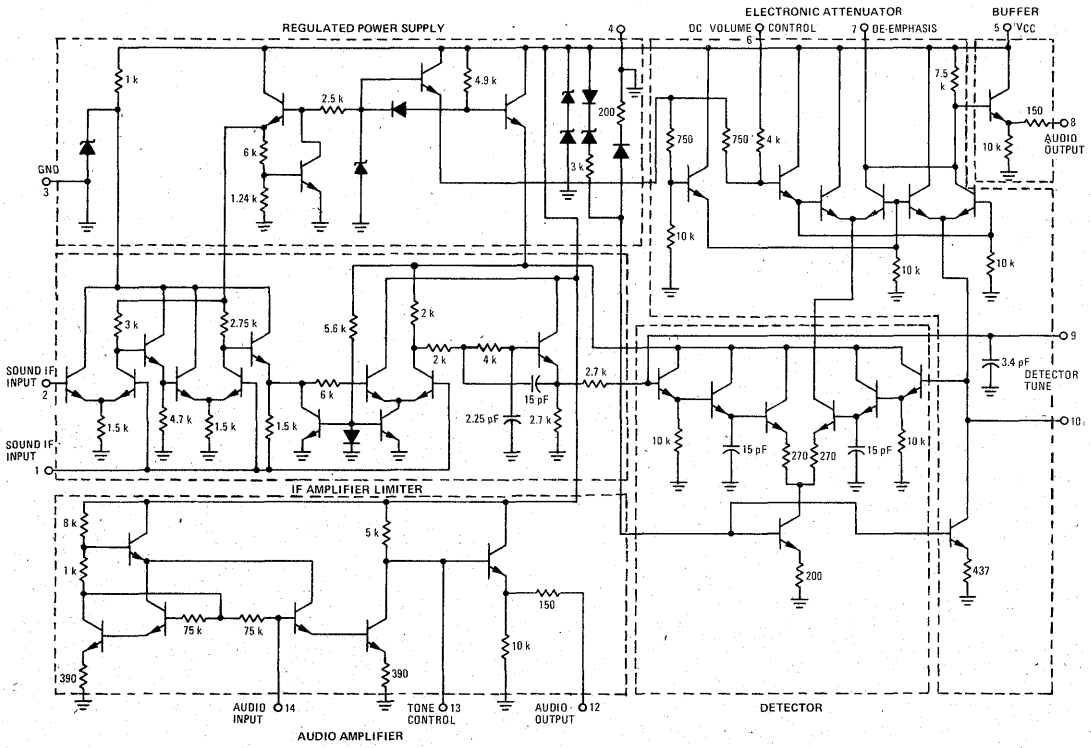 REGULATED POWER SUPPLY
ELECTRONIC ATTENUATOR
BUFFER
4
DC VOLUME CONTROL
6
7 DE-EMPHASIS
5 VCC
1 k
2.5 k
4.9 k
200
3 k
6 k
1.24 k
GND
3
750
750
4 k
7.5 k
150
8
AUDIO OUTPUT
10 k
10 k
10 k
10 k
3 k
2.75 k
5.6 k
2 k
2 k
4 k
6 k
15 pF
2.25 pF
2.7 k
2.7 k
SOUND IF INPUT
2
1.5 k
4.7 k
1.5 k
1.5 k
SOUND IF INPUT
1
9
3.4 pF
DETECTOR TUNE
10
10 k
15 pF
270
270
15 pF
10 k
IF AMPLIFIER LIMITER
8 k
1 k
5 k
75 k
75 k
150
10 k
390
390
200
437
AUDIO INPUT 14
TONE CONTROL 13
AUDIO OUTPUT 12
AUDIO AMPLIFIER
DETECTOR